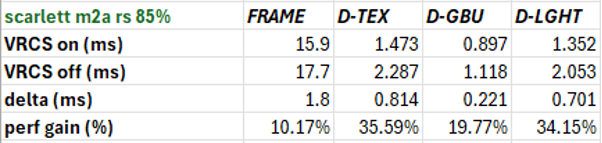 scarlett m2a rs 85% FRAME D-TEX D-GBU D-LGHT
VRCS on (ms) 15.9 1.473 0.897 1.352
VRCS off (ms) 17.7 2.287 1.118 2.053
delta (ms) 1.8 0.814 0.221 0.701
perf gain (%) 10.17% 35.59% 19.77% 34.15%